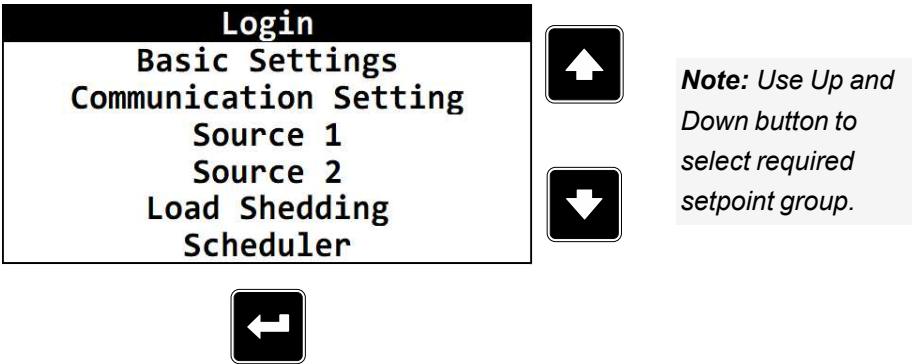 Login
Basic Settings
Communication Setting
Source 1
Source 2
Load Shedding
Scheduler
Note: Use Up and
Down button to
select required
setpoint group.